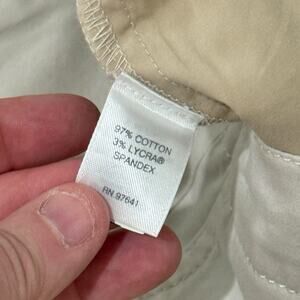 97% COTTON
3% LYCRA®
SPANDEX
RN 97641